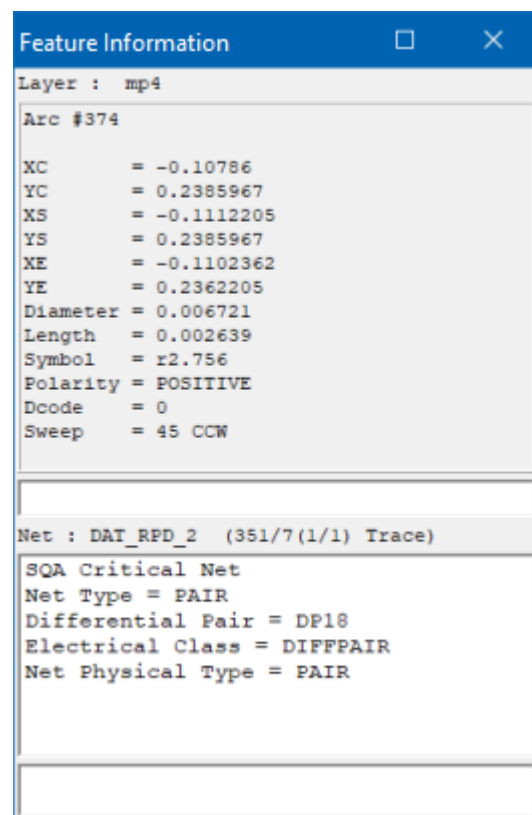 Feature Information
Layer :  mp4
Arc #374
XC       = -0.10786
YC       = 0.2385967
XS       = -0.1112205
YS       = 0.2385967
XE       = -0.1102362
YE       = 0.2362205
Diameter = 0.006721
Length   = 0.002639
Symbol   = r2.756
Polarity = POSITIVE
Dcode    = 0
Sweep    = 45 CCW
Net : DAT_RPD_2  (351/7(1/1) Trace)
SQA Critical Net
Net Type = PAIR
Differential Pair = DP18
Electrical Class = DIFFPAIR
Net Physical Type = PAIR